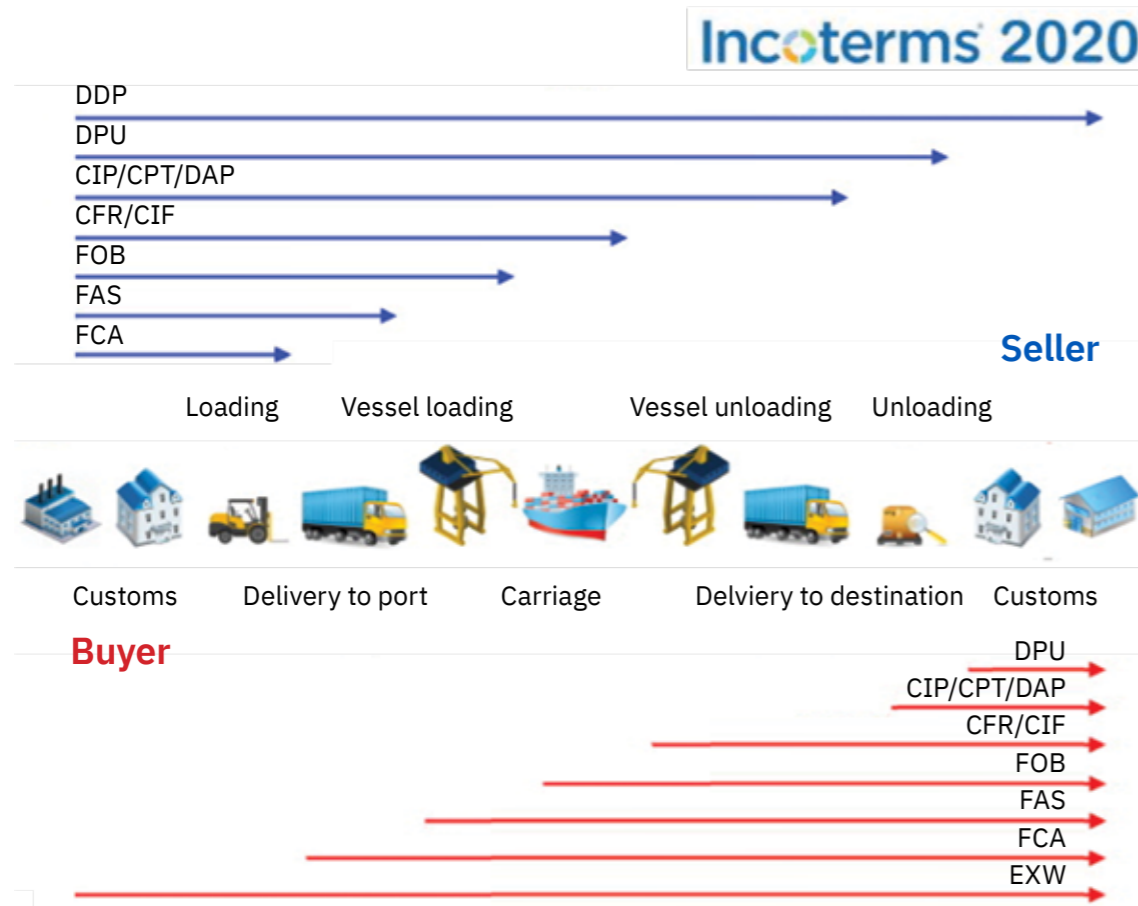 Incoterms® 2020
DDP
DPU
CIP/CPT/DAP
CFR/CIF
FOB
FAS
FCA
Seller
Loading Vessel loading Vessel unloading Unloading
Customs Delivery to port Carriage Delviery to destination Customs
Buyer
DPU
CIP/CPT/DAP
CFR/CIF
FOB
FAS
FCA
EXW